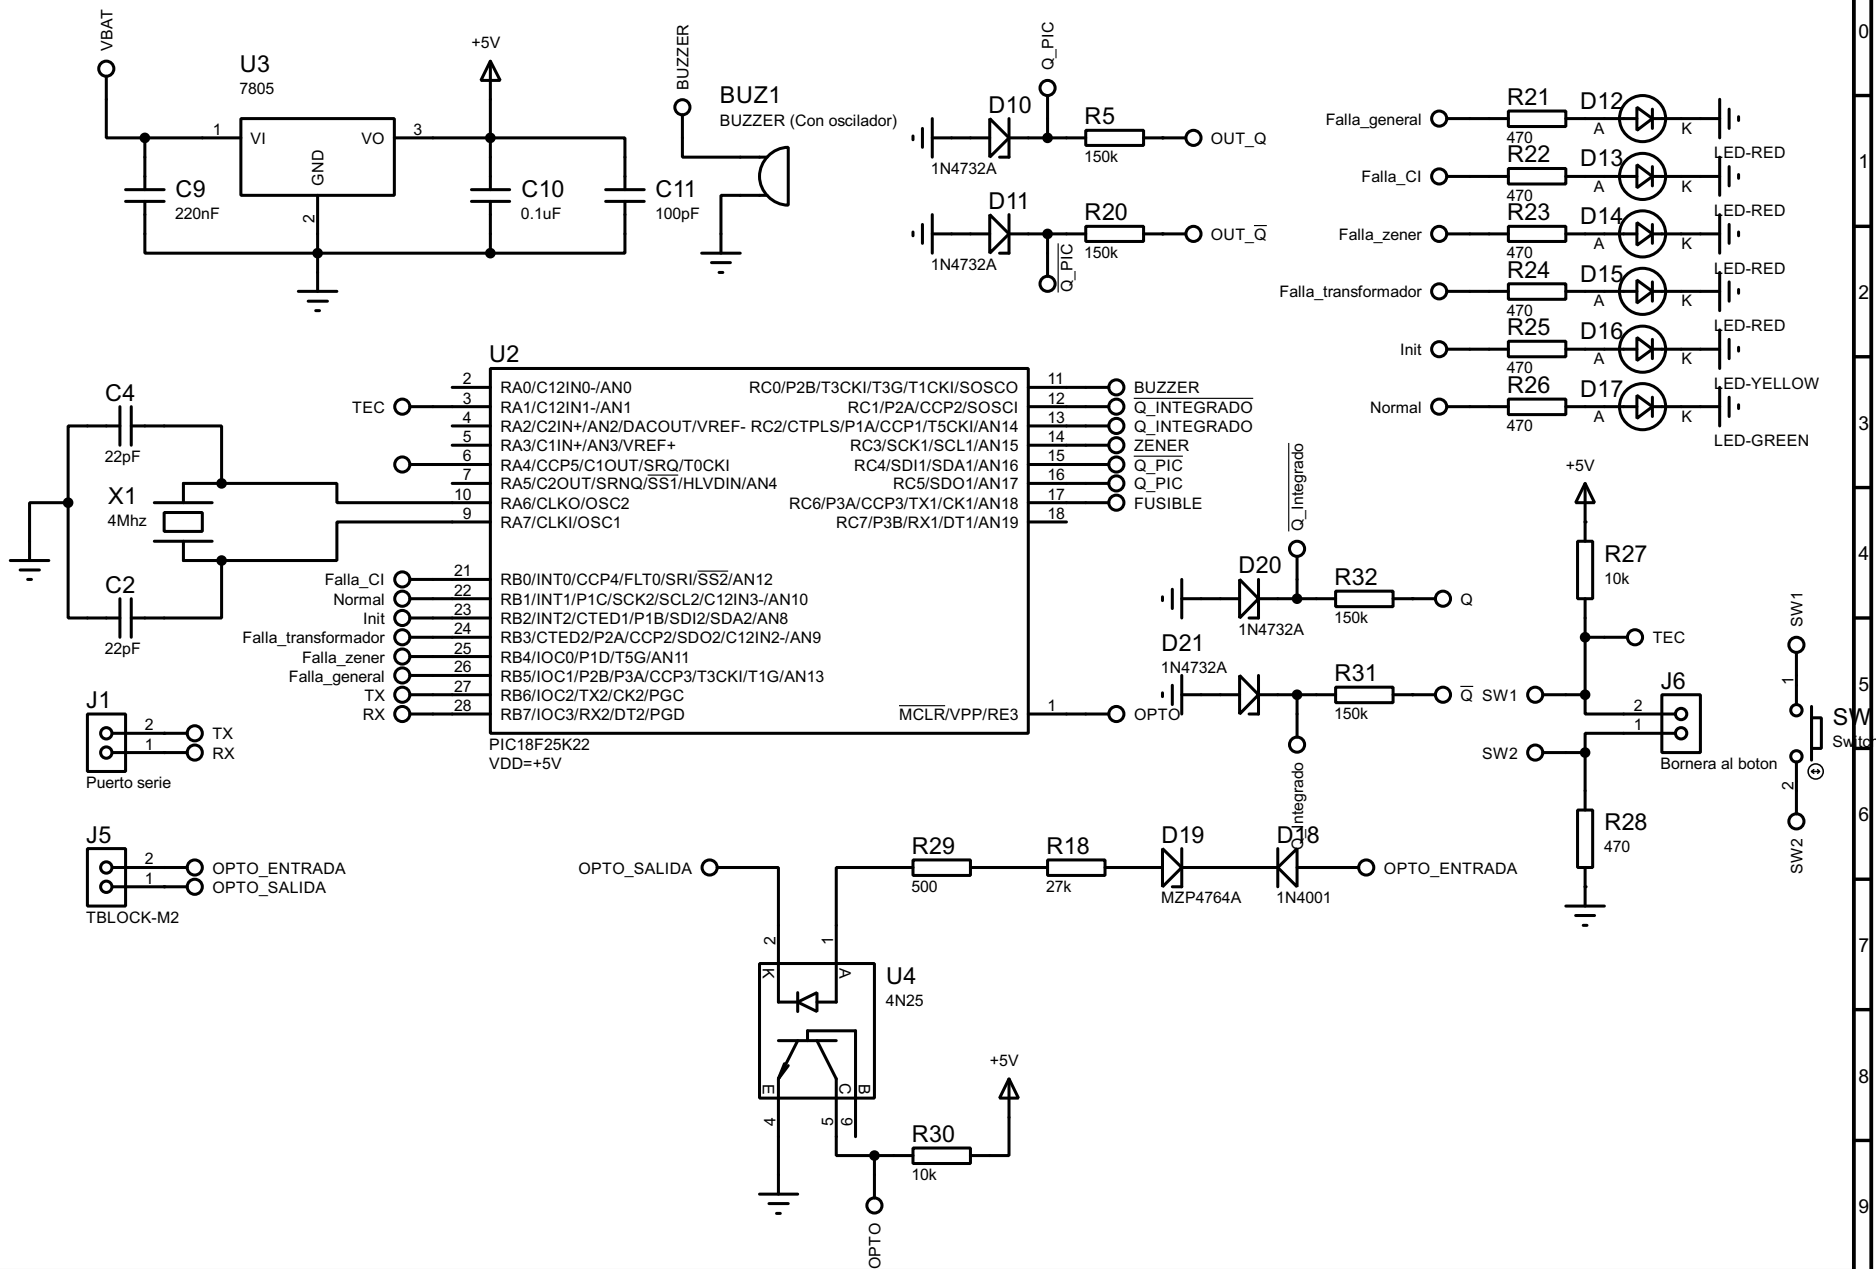 VBAT
U3
7805
+5V
1
VI
VO
3
GND
2
C9
220nF
C10
0.1uF
C11
100pF
BUZZER
BUZ1
BUZZER (Con oscilador)
Q_PIC
D10
1N4732A
R5
150k
OUT_Q
D11
1N4732A
R20
150k
OUT_Q̅
Q̅_̅P̅I̅C̅
Falla_general
R21
470
D12
A
K
LED-RED
Falla_CI
R22
470
D13
A
K
LED-RED
Falla_zener
R23
470
D14
A
K
LED-RED
Falla_transformador
R24
470
D15
A
K
LED-RED
Init
R25
470
D16
A
K
LED-YELLOW
Normal
R26
470
D17
A
K
LED-GREEN
0
1
2
3
4
5
6
7
8
9
C4
22pF
X1
4Mhz
C2
22pF
U2
2 RA0/C12IN0-/AN0
TEC 3 RA1/C12IN1-/AN1
4 RA2/C2IN+/AN2/DACOUT/VREF-
5 RA3/C1IN+/AN3/VREF+
6 RA4/CCP5/C1OUT/SRQ/T0CKI
7 RA5/C2OUT/SRNQ/S̅S̅1̅/HLVDIN/AN4
10 RA6/CLKO/OSC2
9 RA7/CLKI/OSC1
Falla_CI 21 RB0/INT0/CCP4/FLT0/SRI/S̅S̅2̅/AN12
Normal 22 RB1/INT1/P1C/SCK2/SCL2/C12IN3-/AN10
Init 23 RB2/INT2/CTED1/P1B/SDI2/SDA2/AN8
Falla_transformador 24 RB3/CTED2/P2A/CCP2/SDO2/C12IN2-/AN9
Falla_zener 25 RB4/IOC0/P1D/T5G/AN11
Falla_general 26 RB5/IOC1/P2B/P3A/CCP3/T3CKI/T1G/AN13
TX 27 RB6/IOC2/TX2/CK2/PGC
RX 28 RB7/IOC3/RX2/DT2/PGD
RC0/P2B/T3CKI/T3G/T1CKI/SOSCO 11 BUZZER
RC1/P2A/CCP2/SOSCI 12 Q̅_̅I̅N̅T̅E̅G̅R̅A̅D̅O̅
RC2/CTPLS/P1A/CCP1/T5CKI/AN14 13 Q_INTEGRADO
RC3/SCK1/SCL1/AN15 14 ZENER
RC4/SDI1/SDA1/AN16 15 Q̅_̅P̅I̅C̅
RC5/SDO1/AN17 16 Q_PIC
RC6/P3A/CCP3/TX1/CK1/AN18 17 FUSIBLE
RC7/P3B/RX1/DT1/AN19 18
M̅C̅L̅R̅/VPP/RE3 1 OPTO
PIC18F25K22
VDD=+5V
Q̅_̅I̅n̅t̅e̅g̅r̅a̅d̅o̅
D20
1N4732A
R32
150k
Q
D21
1N4732A
R31
150k
Q̅
Q_Integrado
+5V
R27
10k
TEC
SW1
SW2
J6
2
1
Bornera al boton
R28
470
SW1
1
SW
Switc
2
SW2
J1
2 TX
1 RX
Puerto serie
J5
2 OPTO_ENTRADA
1 OPTO_SALIDA
TBLOCK-M2
OPTO_SALIDA
R29
500
R18
27k
D19
MZP4764A
D18
1N4001
OPTO_ENTRADA
2
1
K
A
U4
4N25
E
C
B
4
5
6
R30
10k
+5V
OPTO